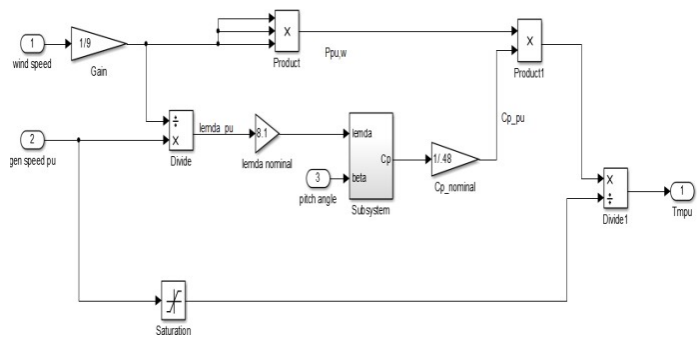 1
wind speed
1/9
Gain
X
Product
Ppu,w
X
Product1
÷
X
Divide
lemda_pu
8.1
lemda nominal
2
gen speed pu
3
pitch angle
lemda
beta
Cp
Subsystem
1/.48
Cp_nominal
Cp_pu
X
÷
Divide1
1
Tmpu
Saturation